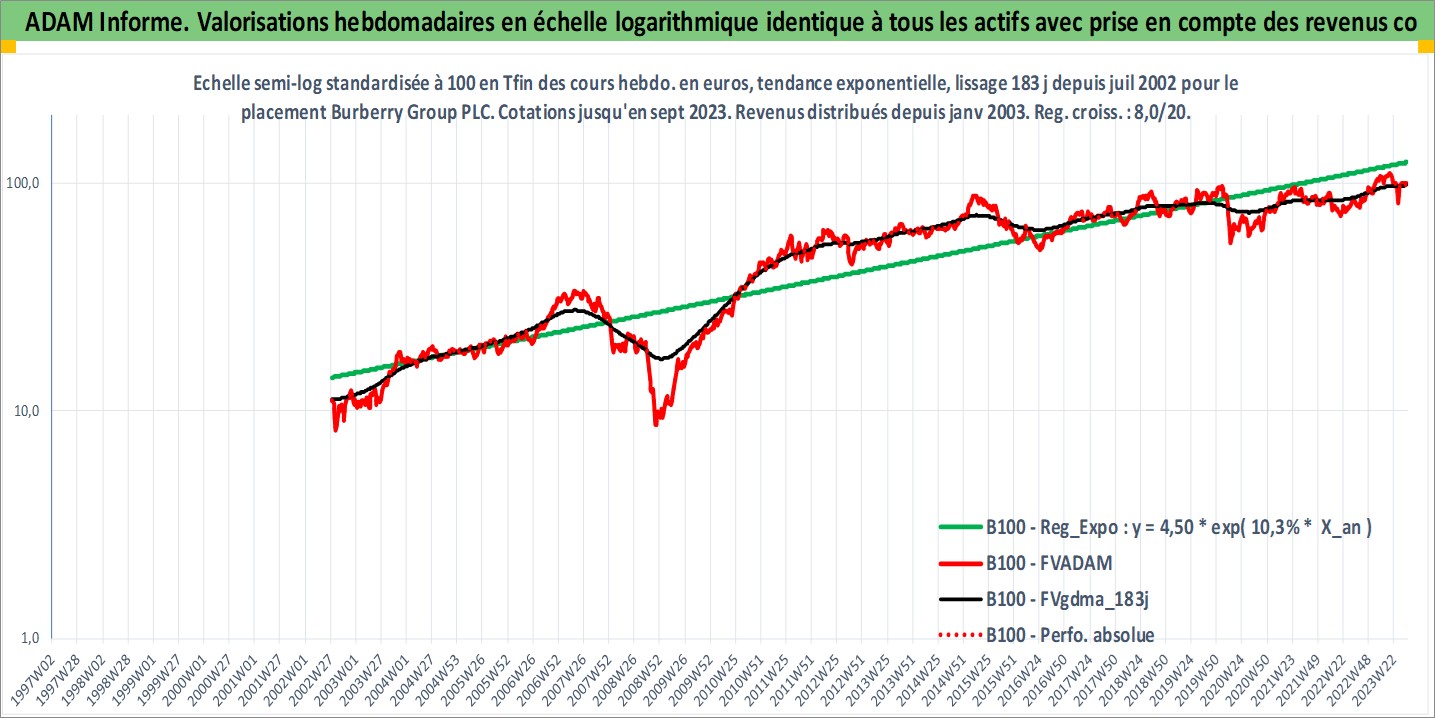 ADAM Informe. Valorisations hebdomadaires en échelle logarithmique identique à tous les actifs avec prise en compte des revenus co
Echelle semi-log standardisée à 100 en Tfin des cours hebdo. en euros, tendance exponentielle, lissage 183 j depuis juil 2002 pour le
placement Burberry Group PLC. Cotations jusqu'en sept 2023. Revenus distribués depuis janv 2003. Reg. croiss. : 8,0/20.
100,0
10,0
1,0
B100 - Reg_Expo : y = 4,50 * exp( 10,3% * X_an )
B100 - FVADAM
B100 - FVgdma_183j
B100 - Perfo. absolue
1997W02
1997W28
1998W02
1998W28
1999W01
1999W27
2000W01
2000W27
2001W01
2001W27
2002W01
2002W27
2003W01
2003W27
2004W01
2004W27
2004W53
2005W26
2005W52
2006W26
2006W52
2007W26
2007W52
2008W26
2008W52
2009W26
2009W52
2010W25
2010W51
2011W25
2011W51
2012W25
2012W51
2013W25
2013W51
2014W25
2014W51
2015W25
2015W51
2016W24
2016W50
2017W24
2017W50
2018W24
2018W50
2019W24
2019W50
2020W24
2020W50
2021W23
2021W49
2022W22
2022W48
2023W22